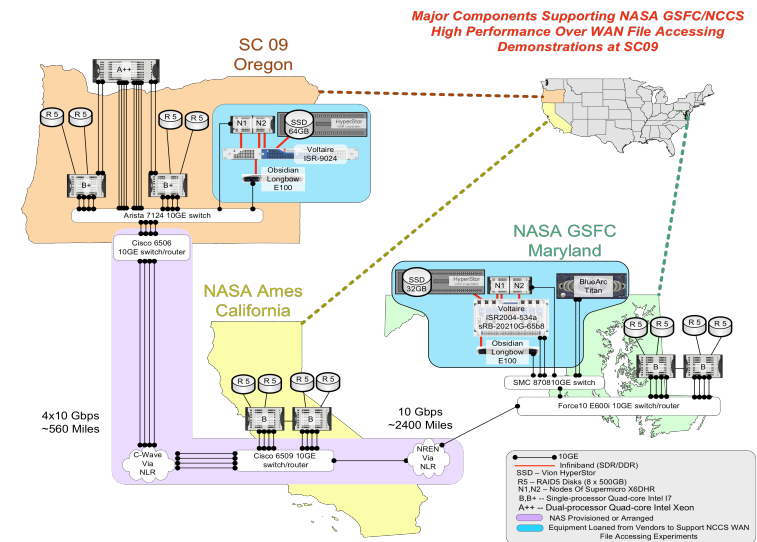 Major Components Supporting NASA GSFC/NCCS
High Performance Over WAN File Accessing
Demonstrations at SC09
SC 09
Oregon
A++
R 5
R 5
R 5
R 5
B+
B+
N1
N2
SSD
64GB
HyperStor
Voltaire
ISR-9024
Obsidian
Longbow
E100
Arista 7124 10GE switch
Cisco 6506
10GE switch/router
NASA GSFC
Maryland
SSD
32GB
HyperStor
N1
N2
BlueArc
Titan
Voltaire
ISR2004-534a
sRB-20210G-65b8
Obsidian
Longbow
E100
R 5
R 5
R 5
R 5
B
B
SMC 870810GE switch
Force10 E600i 10GE switch/router
NASA Ames
California
R 5
R 5
R 5
R 5
B
B
4x10 Gbps
~560 Miles
10 Gbps
~2400 Miles
C-Wave
Via
NLR
Cisco 6509 10GE
switch/router
NREN
Via
NLR
10GE
Infiniband (SDR/DDR)
SSD – Vion HyperStor
R5 – RAID5 Disks (8 x 500GB)
N1,N2 – Nodes Of Supermicro X6DHR
B,B+ -- Single-processor Quad-core Intel I7
A++ -- Dual-processor Quad-core intel Xeon
NAS Provisioned or Arranged
Equipment Loaned from Vendors to Support NCCS WAN
File Accessing Experiments